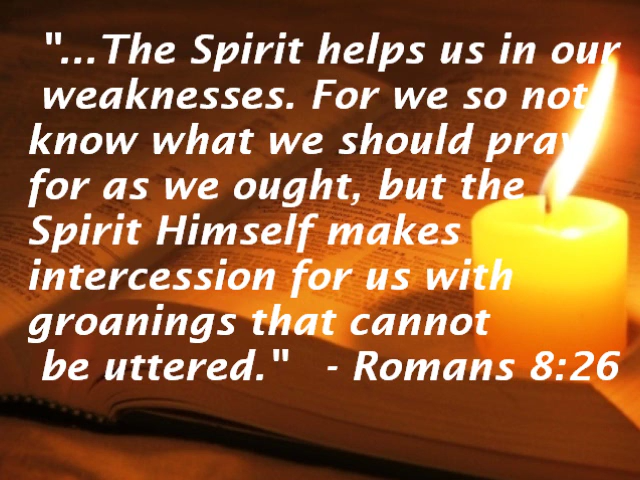 "...The Spirit helps us in our
weaknesses. For we so not
know what we should pray
for as we ought, but the
Spirit Himself makes
intercession for us with
groanings that cannot
be uttered." - Romans 8:26